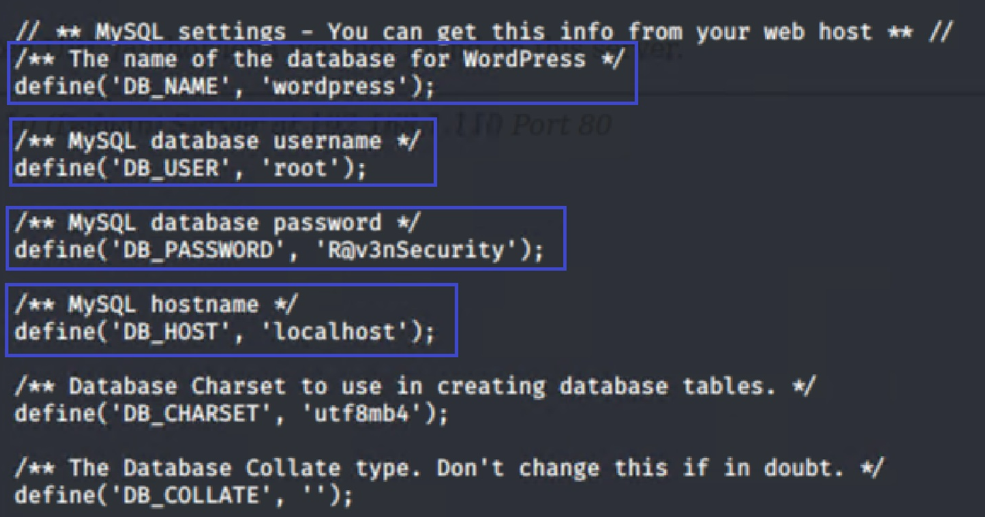 // ** MySQL settings - You can get this info from your web host ** //
/** The name of the database for WordPress */
define('DB_NAME', 'wordpress');
/** MySQL database username */
define('DB_USER', 'root');
/** MySQL database password */
define('DB_PASSWORD', 'R@v3nSecurity');
/** MySQL hostname */
define('DB_HOST', 'localhost');
/** Database Charset to use in creating database tables. */
define('DB_CHARSET', 'utf8mb4');
/** The Database Collate type. Don't change this if in doubt. */
define('DB_COLLATE', '');